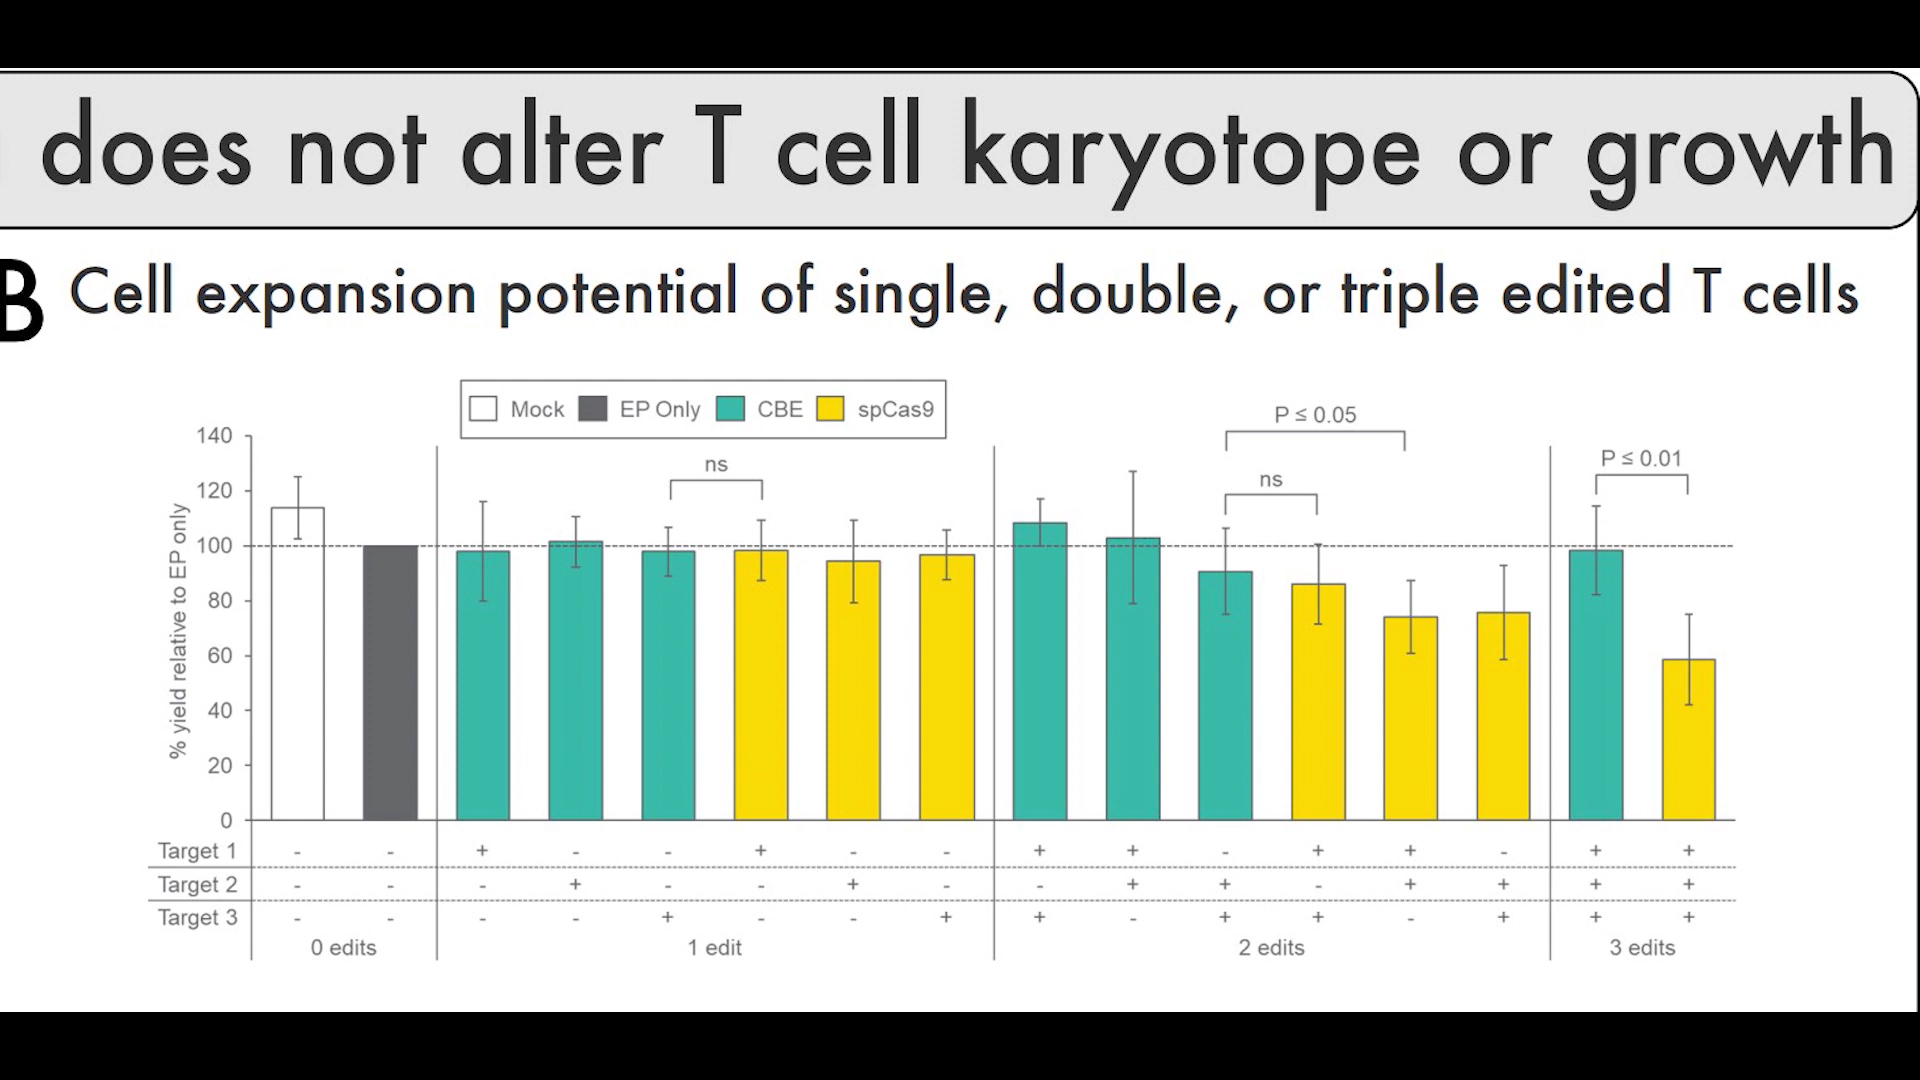 does not alter T cell karyotope or growth
B Cell expansion potential of single, double, or triple edited T cells
Mock EP Only CBE spCas9
P ≤ 0.05
P ≤ 0.01
ns
ns
% yield relative to EP only
140
120
100
80
60
40
20
0
Target 1 - - + - - + - - + + - + + - + +
Target 2 - - - + - - + - - + + - + + + +
Target 3 - - - - + - - + + - + + - + + +
0 edits 1 edit 2 edits 3 edits